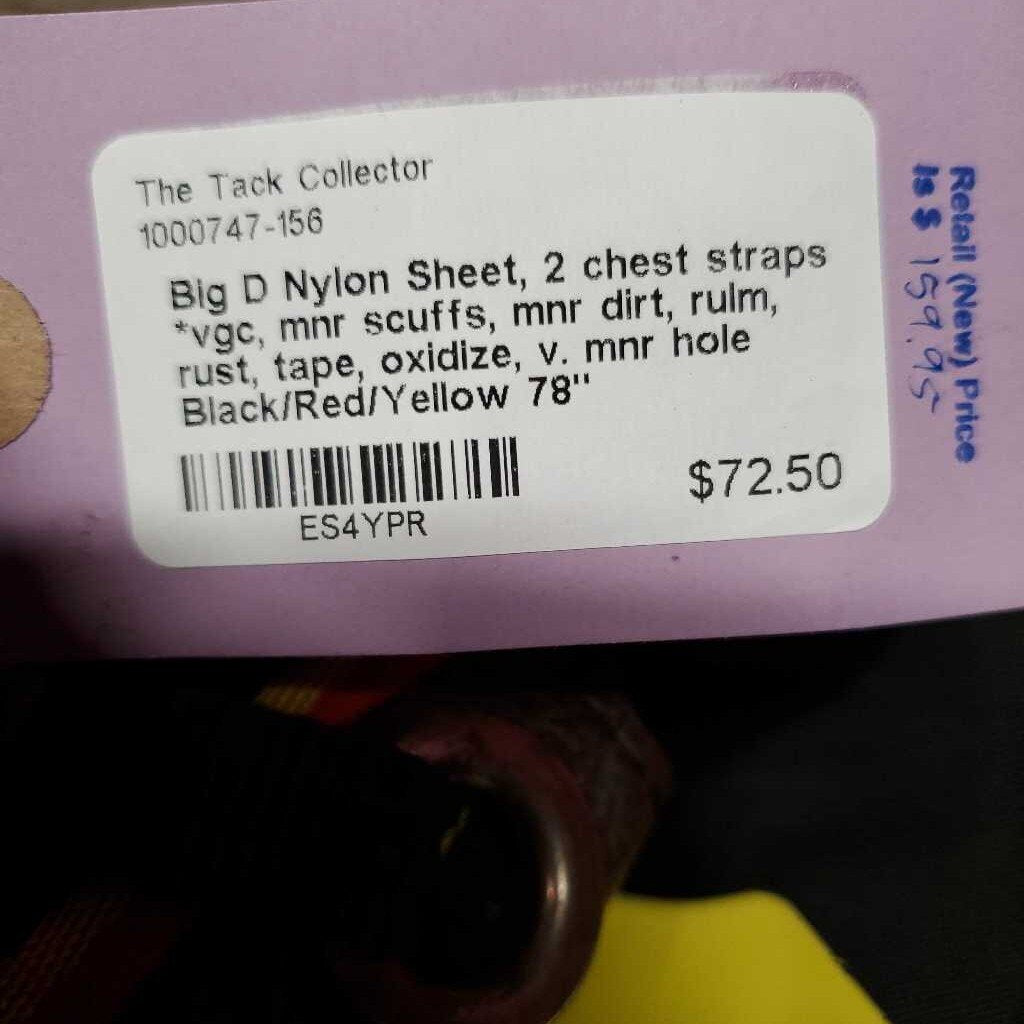 The Tack Collector
1000747-156
Big D Nylon Sheet, 2 chest straps
*vgc, mnr scuffs, mnr dirt, rulm,
rust, tape, oxidize, v. mnr hole
Black/Red/Yellow 78"
ES4YPR
$72.50
Retail (New) Price
Is $ 159.95